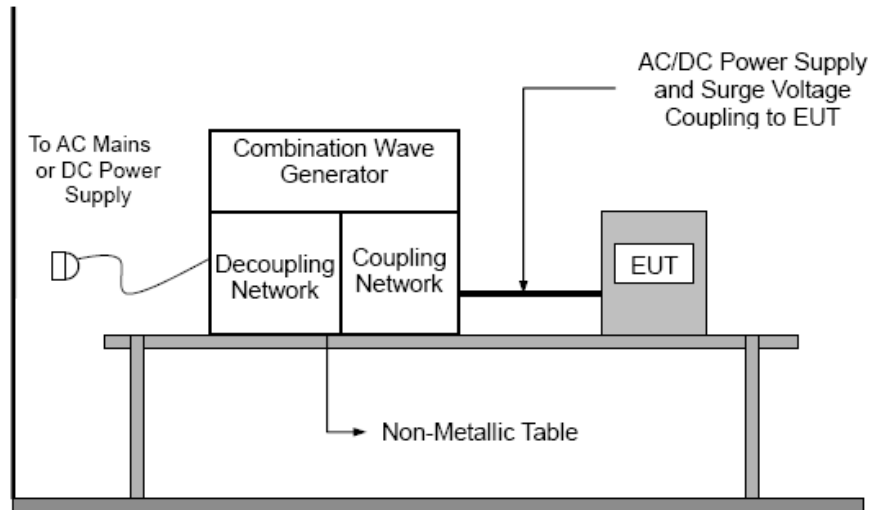 AC/DC Power Supply
and Surge Voltage
Coupling to EUT
To AC Mains
or DC Power
Supply
Combination Wave
Generator
Decoupling
Network
Coupling
Network
EUT
Non-Metallic Table